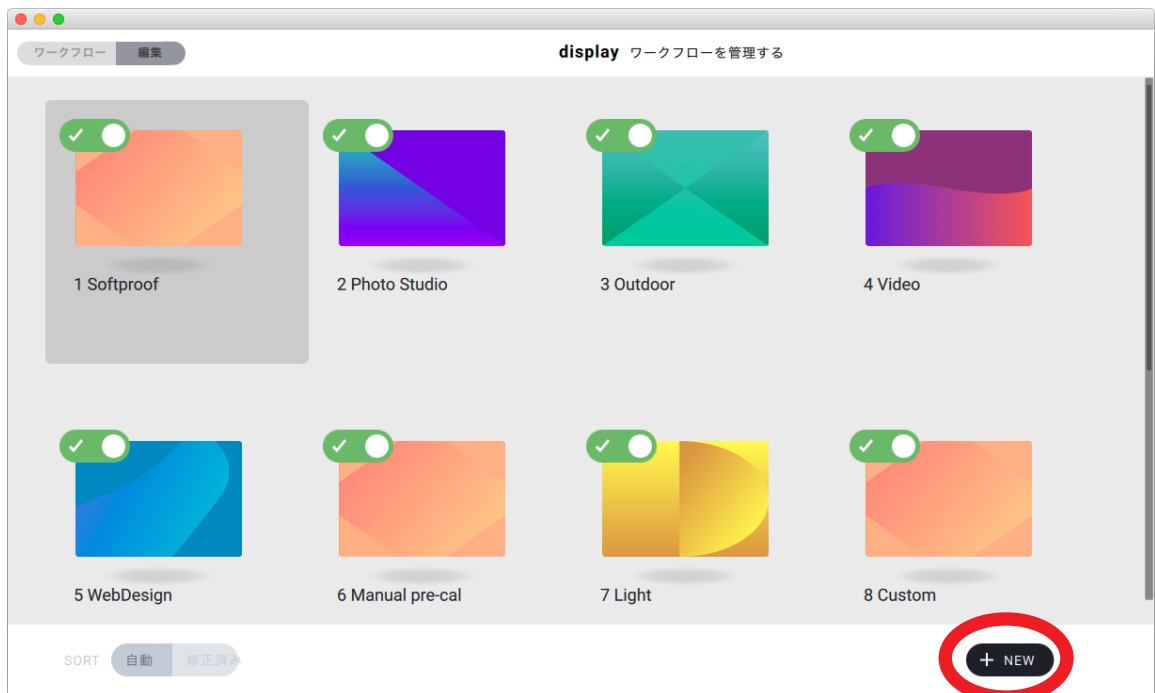 ワークフロー 編集 display ワークフローを管理する
1 Softproof 2 Photo Studio 3 Outdoor 4 Video
5 WebDesign 6 Manual pre-cal 7 Light 8 Custom
SORT 自動 修正済み + NEW